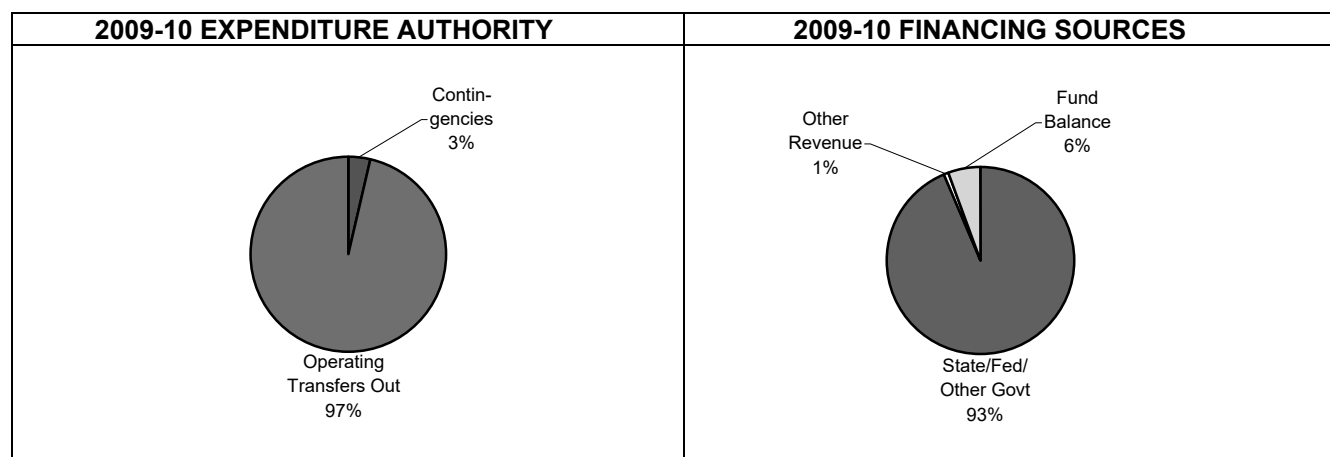 2009-10 EXPENDITURE AUTHORITY
Contin-
gencies
3%
Operating
Transfers Out
97%
2009-10 FINANCING SOURCES
Other
Revenue
1%
Fund
Balance
6%
State/Fed/
Other Govt
93%